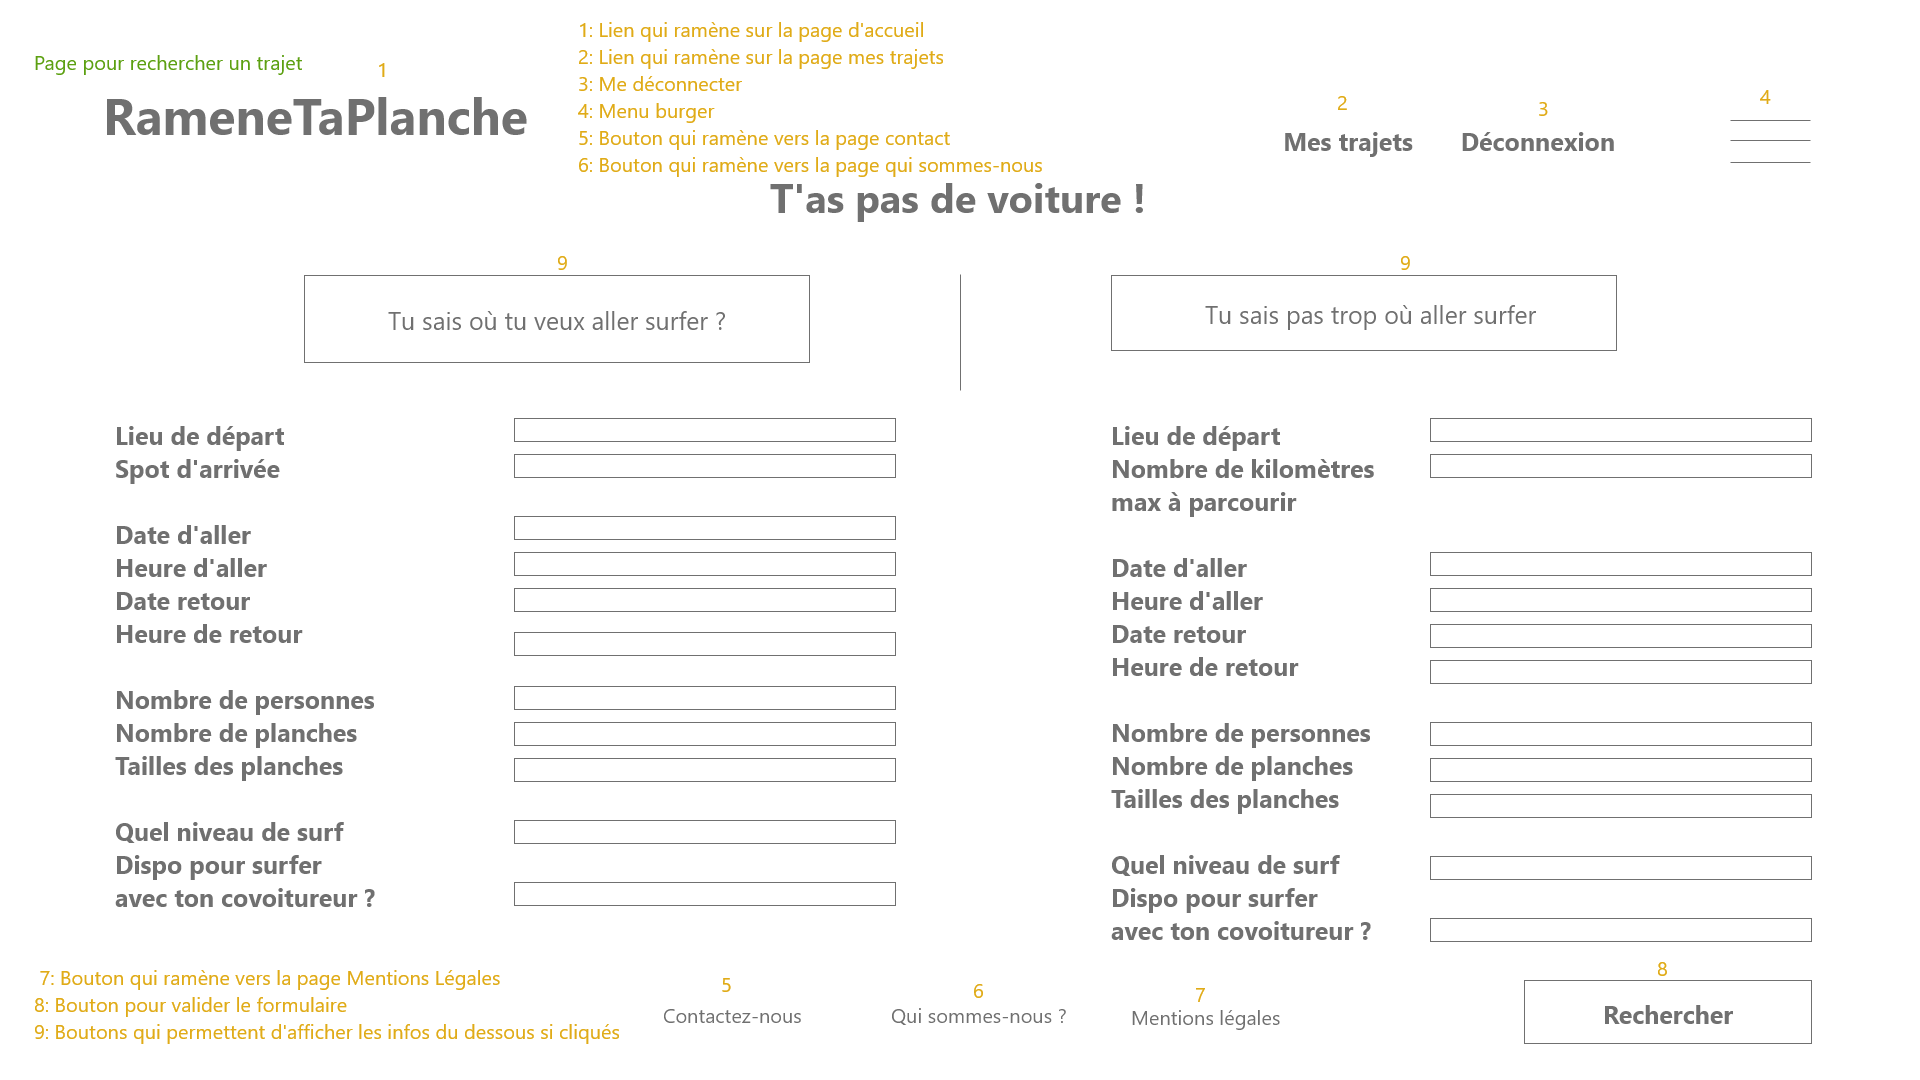 1: Lien qui ramène sur la page d'accueil
2: Lien qui ramène sur la page mes trajets
3: Me déconnecter
4: Menu burger
5: Bouton qui ramène vers la page contact
6: Bouton qui ramène vers la page qui sommes-nous
Page pour rechercher un trajet
1
RameneTaPlanche
2
Mes trajets
3
Déconnexion
4
T'as pas de voiture !
9
Tu sais où tu veux aller surfer ?
Lieu de départ
Spot d'arrivée
Date d'aller
Heure d'aller
Date retour
Heure de retour
Nombre de personnes
Nombre de planches
Tailles des planches
Quel niveau de surf
Dispo pour surfer
avec ton covoitureur ?
9
Tu sais pas trop où aller surfer
Lieu de départ
Nombre de kilomètres
max à parcourir
Date d'aller
Heure d'aller
Date retour
Heure de retour
Nombre de personnes
Nombre de planches
Tailles des planches
Quel niveau de surf
Dispo pour surfer
avec ton covoitureur ?
7: Bouton qui ramène vers la page Mentions Légales
8: Bouton pour valider le formulaire
9: Boutons qui permettent d'afficher les infos du dessous si cliqués
5
Contactez-nous
6
Qui sommes-nous ?
7
Mentions légales
8
Rechercher